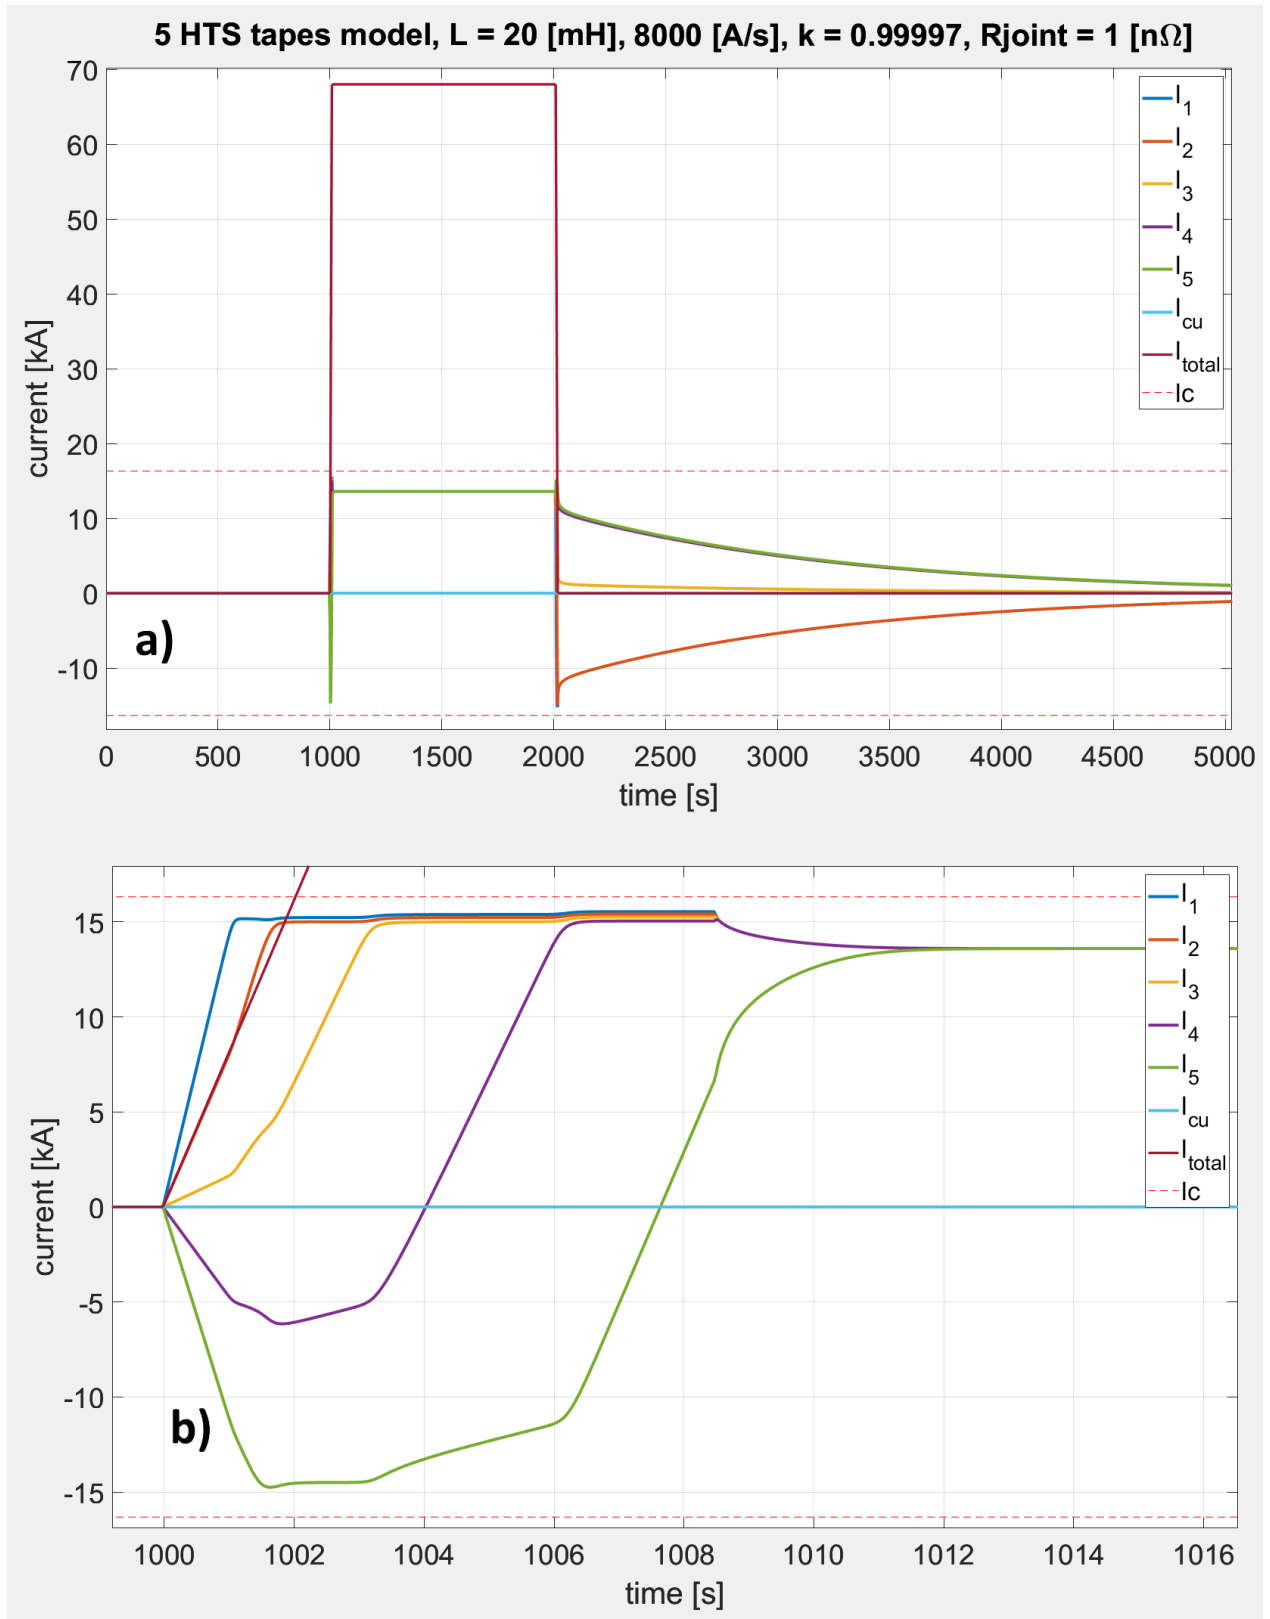 5 HTS tapes model, L = 20 [mH], 8000 [A/s], k = 0.99997, Rjoint = 1 [nΩ]
70
60
50
40
30
20
10
0
-10
current [kA]
I1
I2
I3
I4
I5
Icu
Itotal
Ic
a)
0 500 1000 1500 2000 2500 3000 3500 4000 4500 5000
time [s]
15
10
5
0
-5
-10
-15
current [kA]
I1
I2
I3
I4
I5
Icu
Itotal
Ic
b)
1000 1002 1004 1006 1008 1010 1012 1014 1016
time [s]